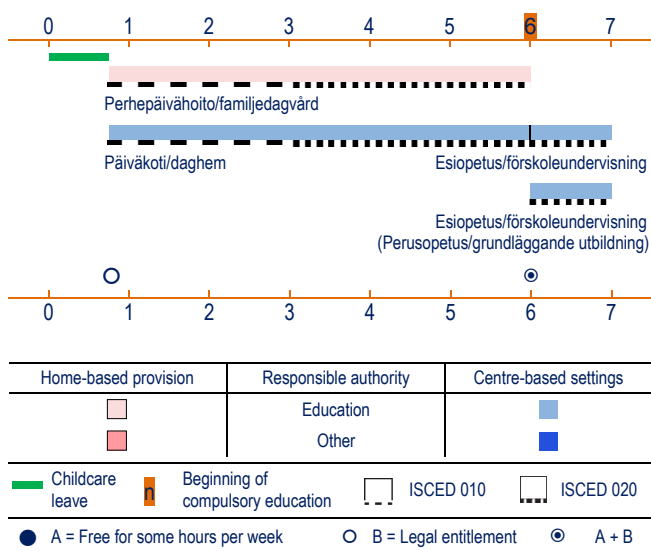 0 1 2 3 4 5 6 7
Perhepäivähoito/familjedagvård
Päiväkoti/daghem Esiopetus/förskoleundervisning
Esiopetus/förskoleundervisning
(Perusopetus/grundläggande utbildning)
0 1 2 3 4 5 6 7
Home-based provision Responsible authority Centre-based settings
Education
Other
Childcare leave n Beginning of compulsory education ISCED 010 ISCED 020
A = Free for some hours per week B = Legal entitlement A + B